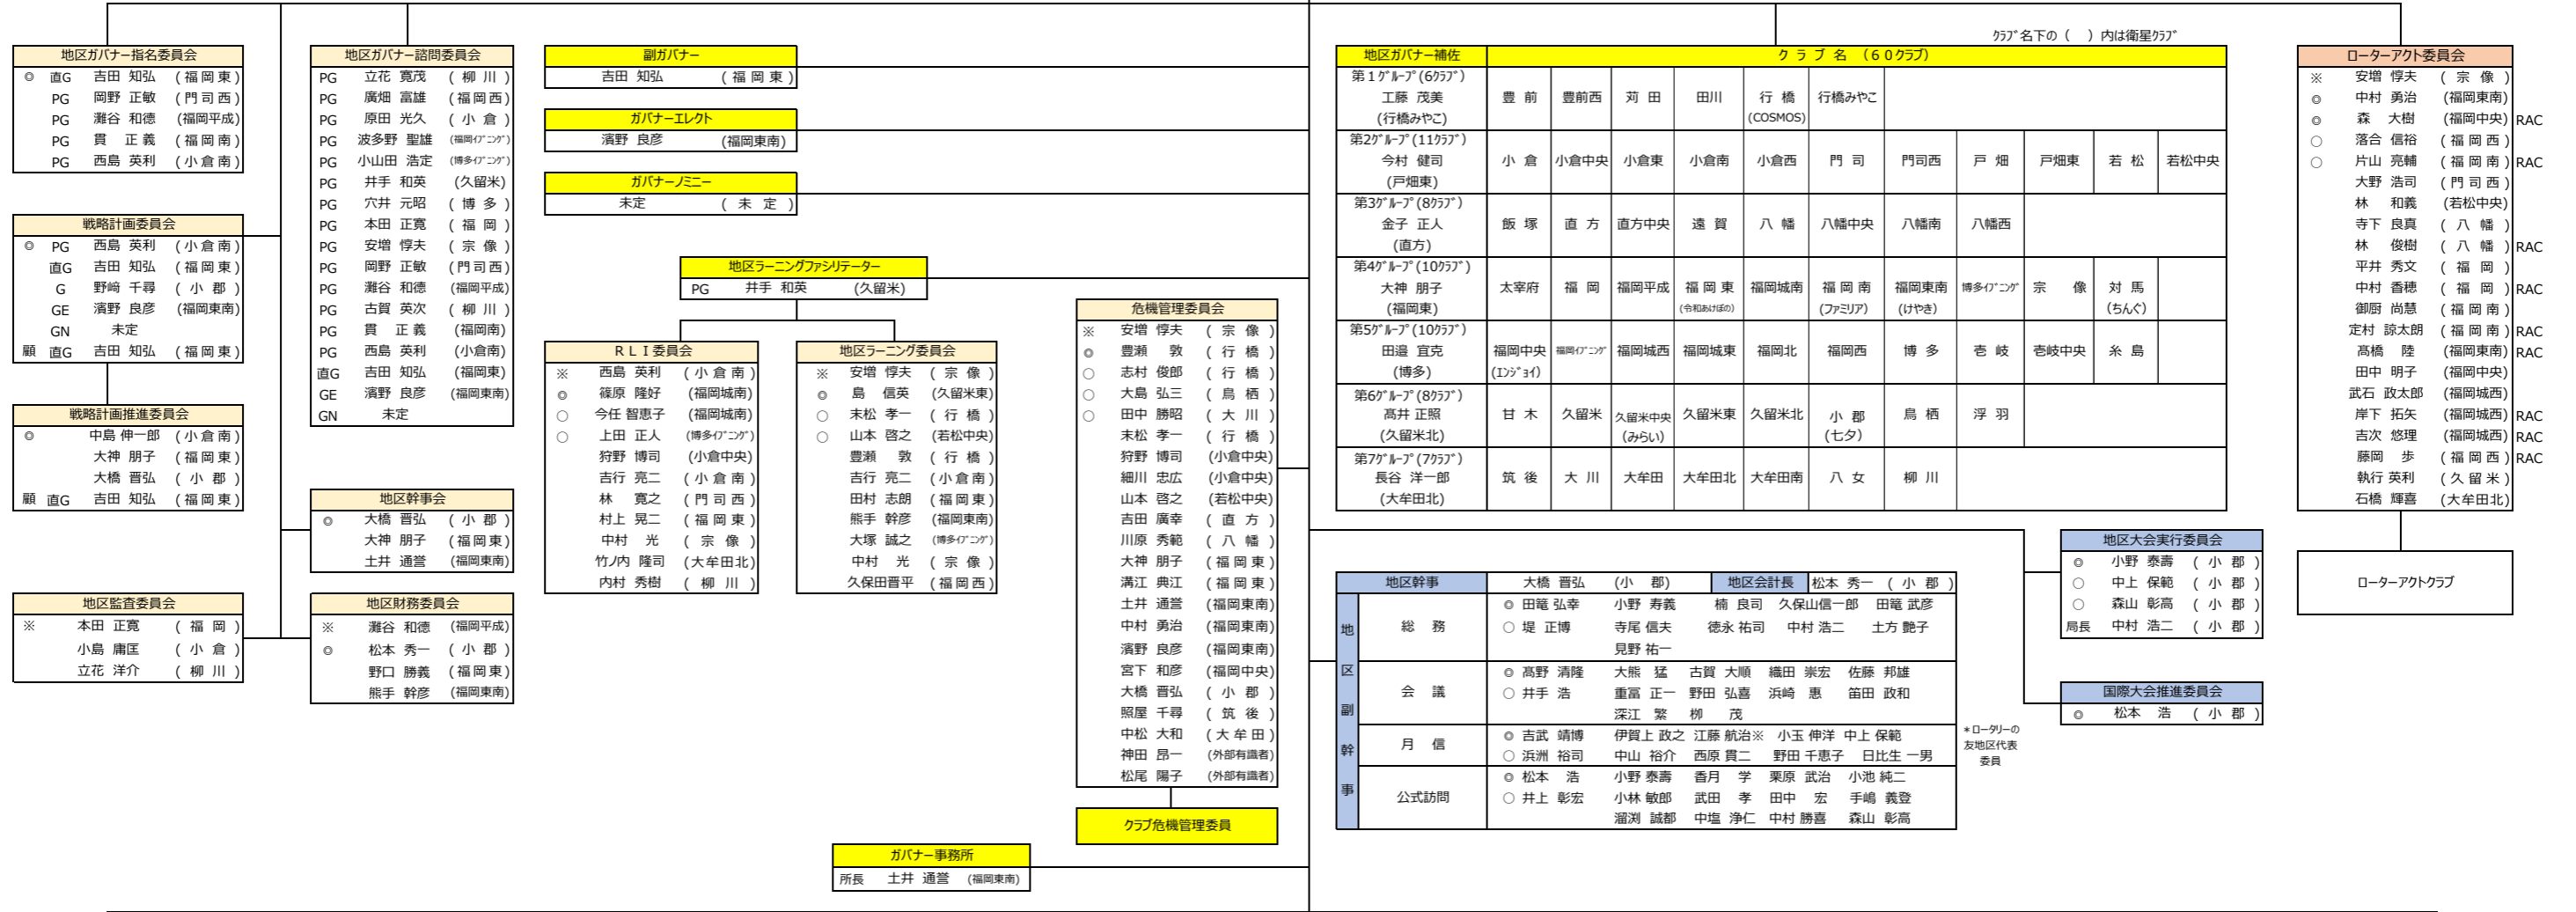 クラブ名下の（　）内は衛星クラブ
地区ガバナー指名委員会
◎ 直G 吉田 知弘 (福岡東)
PG 岡野 正敏 (門司西)
PG 灘谷 和德 (福岡平成)
PG 貫 正義 (福岡南)
PG 西島 英利 (小倉南)
戦略計画委員会
◎ PG 西島 英利 (小倉南)
直G 吉田 知弘 (福岡東)
G 野﨑 千尋 (小 郡)
GE 濱野 良彦 (福岡東南)
GN 未定
顧 直G 吉田 知弘 (福岡東)
戦略計画推進委員会
◎ 中島 伸一郎 (小倉南)
大神 朋子 (福岡東)
大橋 晋弘 (小 郡)
顧 直G 吉田 知弘 (福岡東)
地区監査委員会
※ 本田 正寛 (福 岡)
小島 庸匡 (小 倉)
立花 洋介 (柳 川)
地区ガバナー諮問委員会
PG 立花 寛茂 (柳 川)
PG 廣畑 富雄 (福岡西)
PG 原田 光久 (小 倉)
PG 波多野 聖雄 (福岡ｲﾌﾞﾆﾝｸﾞ)
PG 小山田 浩定 (博多ｲﾌﾞﾆﾝｸﾞ)
PG 井手 和英 (久留米)
PG 穴井 元昭 (博 多)
PG 本田 正寛 (福 岡)
PG 安増 惇夫 (宗 像)
PG 岡野 正敏 (門司西)
PG 灘谷 和德 (福岡平成)
PG 古賀 英次 (柳 川)
PG 貫 正義 (福岡南)
PG 西島 英利 (小倉南)
直G 吉田 知弘 (福岡東)
GE 濱野 良彦 (福岡東南)
GN 未定
地区幹事会
◎ 大橋 晋弘 (小 郡)
大神 朋子 (福岡東)
土井 通誉 (福岡東南)
地区財務委員会
※ 灘谷 和德 (福岡平成)
◎ 松本 秀一 (小 郡)
野口 勝義 (福岡東)
熊手 幹彦 (福岡東南)
副ガバナー
吉田 知弘 (福岡東)
ガバナーエレクト
濱野 良彦 (福岡東南)
ガバナーノミニー
未定 (未 定)
地区ラーニングファシリテーター
PG 井手 和英 (久留米)
ＲＬＩ委員会
※ 西島 英利 (小倉南)
◎ 篠原 隆好 (福岡城南)
○ 今任 智恵子 (福岡城南)
○ 上田 正人 (博多ｲﾌﾞﾆﾝｸﾞ)
狩野 博司 (小倉中央)
吉行 亮二 (小倉南)
林 寛之 (門司西)
村上 晃二 (福岡東)
中村 光 (宗 像)
竹ノ内 隆司 (大牟田北)
内村 秀樹 (柳 川)
地区ラーニング委員会
※ 安増 惇夫 (宗 像)
◎ 島 信英 (久留米東)
○ 末松 孝一 (行 橋)
○ 山本 啓之 (若松中央)
豊瀬 敦 (行 橋)
吉行 亮二 (小倉南)
田村 志朗 (福岡東)
熊手 幹彦 (福岡東南)
大塚 誠之 (博多ｲﾌﾞﾆﾝｸﾞ)
中村 光 (宗 像)
久保田晋平 (福岡西)
危機管理委員会
※ 安増 惇夫 (宗 像)
◎ 豊瀬 敦 (行 橋)
○ 志村 俊郎 (行 橋)
○ 大島 弘三 (鳥 栖)
○ 田中 勝昭 (大 川)
末松 孝一 (行 橋)
狩野 博司 (小倉中央)
細川 忠広 (小倉中央)
山本 啓之 (若松中央)
吉田 廣幸 (直 方)
川原 秀範 (八 幡)
大神 朋子 (福岡東)
溝江 典江 (福岡東)
土井 通誉 (福岡東南)
中村 勇治 (福岡東南)
濱野 良彦 (福岡東南)
宮下 和彦 (福岡中央)
大橋 晋弘 (小 郡)
照屋 千尋 (筑 後)
中松 大和 (大牟田)
神田 昂一 (外部有識者)
松尾 陽子 (外部有識者)
クラブ危機管理委員
ガバナー事務所
所長 土井 通誉 (福岡東南)
地区ガバナー補佐 ク ラ ブ 名 （６０クラブ）
第１ｸﾞﾙｰﾌﾟ(6ｸﾗﾌﾞ)
工藤 茂美 豊 前 豊前西 苅 田 田川 行 橋 行橋みやこ
(行橋みやこ) (COSMOS)
第2ｸﾞﾙｰﾌﾟ(11ｸﾗﾌﾞ)
今村 健司 小 倉 小倉中央 小倉東 小倉南 小倉西 門 司 門司西 戸 畑 戸畑東 若 松 若松中央
(戸畑東)
第3ｸﾞﾙｰﾌﾟ(8ｸﾗﾌﾞ)
金子 正人 飯 塚 直 方 直方中央 遠 賀 八 幡 八幡中央 八幡南 八幡西
(直方)
第4ｸﾞﾙｰﾌﾟ(10ｸﾗﾌﾞ)
大神 朋子 太宰府 福 岡 福岡平成 福 岡 東 福岡城南 福 岡 南 福岡東南 博多ｲﾌﾞﾆﾝｸﾞ 宗 像 対 馬
(福岡東) (令和あけぼの) (ファミリア) (けやき) (ちんぐ)
第5ｸﾞﾙｰﾌﾟ(10ｸﾗﾌﾞ)
田邉 宜克 福岡中央 福岡ｲﾌﾞﾆﾝｸﾞ 福岡城西 福岡城東 福岡北 福岡西 博 多 壱 岐 壱岐中央 糸 島
(博多) (ｴﾝｼﾞｮｲ)
第6ｸﾞﾙｰﾌﾟ(8ｸﾗﾌﾞ)
髙井 正照 甘 木 久留米 久留米中央 久留米東 久留米北 小 郡 鳥 栖 浮 羽
(久留米北) (みらい) (七夕)
第7ｸﾞﾙｰﾌﾟ(7ｸﾗﾌﾞ)
長谷 洋一郎 筑 後 大 川 大牟田 大牟田北 大牟田南 八 女 柳 川
(大牟田北)
地区幹事 大橋 晋弘 (小 郡) 地区会計長 松本 秀一 (小 郡)
地区副幹事
総 務
◎ 田篭 弘幸 小野 寿義 楠 良司 久保山信一郎 田篭 武彦
○ 堤 正博 寺尾 信夫 徳永 祐司 中村 浩二 土方 艶子
見野 祐一
会 議
◎ 髙野 清隆 大熊 猛 古賀 大順 織田 崇宏 佐藤 邦雄
○ 井手 浩 重冨 正一 野田 弘喜 浜崎 惠 笛田 政和
深江 繁 栁 茂
月 信
◎ 吉武 靖博 伊賀上 政之 江藤 航治※ 小玉 伸洋 中上 保範
○ 浜洲 裕司 中山 裕介 西原 貫二 野田 千恵子 日比生 一男
公式訪問
◎ 松本 浩 小野 泰壽 香月 学 栗原 武治 小池 純二
○ 井上 彰宏 小林 敏郎 武田 孝 田中 宏 手嶋 義登
溜渕 誠都 中塩 浄仁 中村 勝喜 森山 彰高
＊ロータリーの
友地区代表
委員
ローターアクト委員会
※ 安増 惇夫 (宗 像)
◎ 中村 勇治 (福岡東南)
◎ 森 大樹 (福岡中央) RAC
○ 落合 信裕 (福岡西)
○ 片山 亮輔 (福岡南) RAC
大野 浩司 (門司西)
林 和義 (若松中央)
寺下 良真 (八 幡)
林 俊樹 (八 幡) RAC
平井 秀文 (福 岡)
中村 香穂 (福 岡) RAC
御厨 尚慧 (福岡南)
定村 諒太朗 (福岡南) RAC
髙橋 陸 (福岡東南) RAC
田中 明子 (福岡中央)
武石 政太郎 (福岡城西)
岸下 拓矢 (福岡城西) RAC
吉次 悠理 (福岡城西) RAC
藤岡 歩 (福岡西) RAC
執行 英利 (久留米)
石橋 輝喜 (大牟田北)
ローターアクトクラブ
地区大会実行委員会
◎ 小野 泰壽 (小 郡)
○ 中上 保範 (小 郡)
○ 森山 彰高 (小 郡)
局長 中村 浩二 (小 郡)
国際大会推進委員会
◎ 松本 浩 (小 郡)